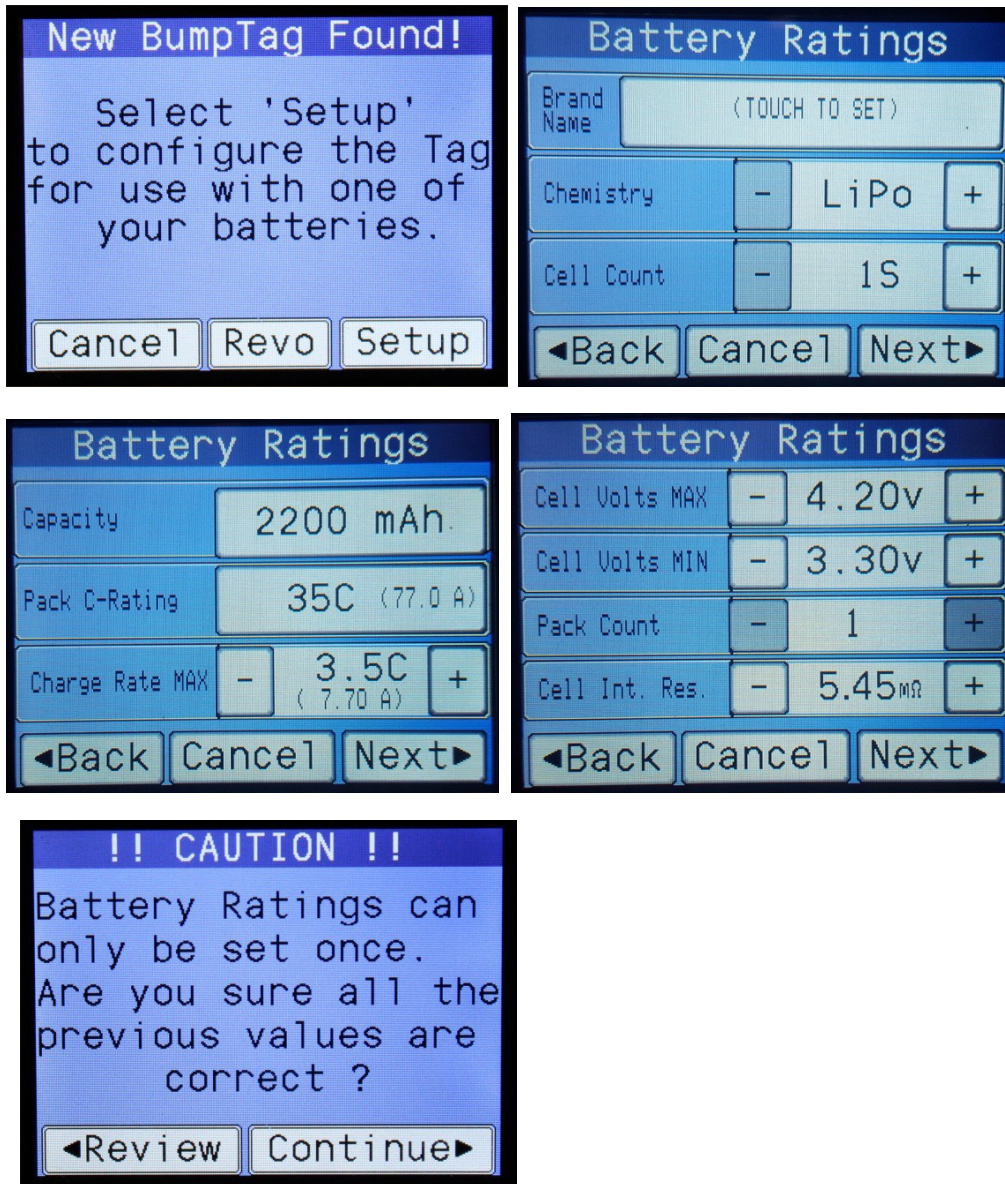 New BumpTag Found!
Select 'Setup'
to configure the Tag
for use with one of
your batteries.
Cancel Revo Setup
Battery Ratings
Brand
Name
(TOUCH TO SET)
Chemistry - LiPo +
Cell Count - 1S +
◄Back Cancel Next►
Battery Ratings
Capacity 2200 mAh
Pack C-Rating 35C (77.0 A)
Charge Rate MAX - 3.5C +
( 7.70 A)
◄Back Cancel Next►
Battery Ratings
Cell Volts MAX - 4.20v +
Cell Volts MIN - 3.30v +
Pack Count - 1 +
Cell Int. Res. - 5.45mΩ +
◄Back Cancel Next►
!! CAUTION !!
Battery Ratings can
only be set once.
Are you sure all the
previous values are
correct ?
◄Review Continue►